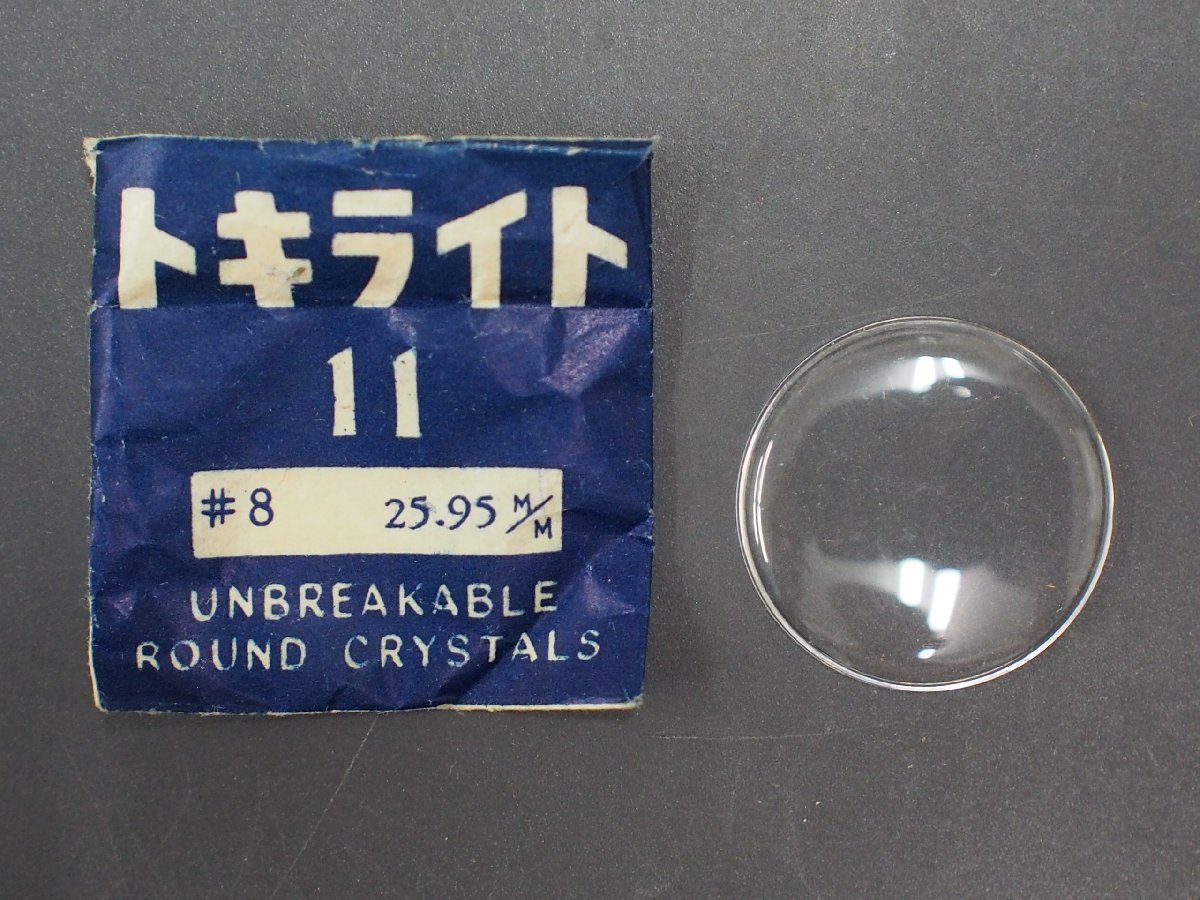 トキライト
11
#8 25.95 M/M
UNBREAKABLE
ROUND CRYSTALS